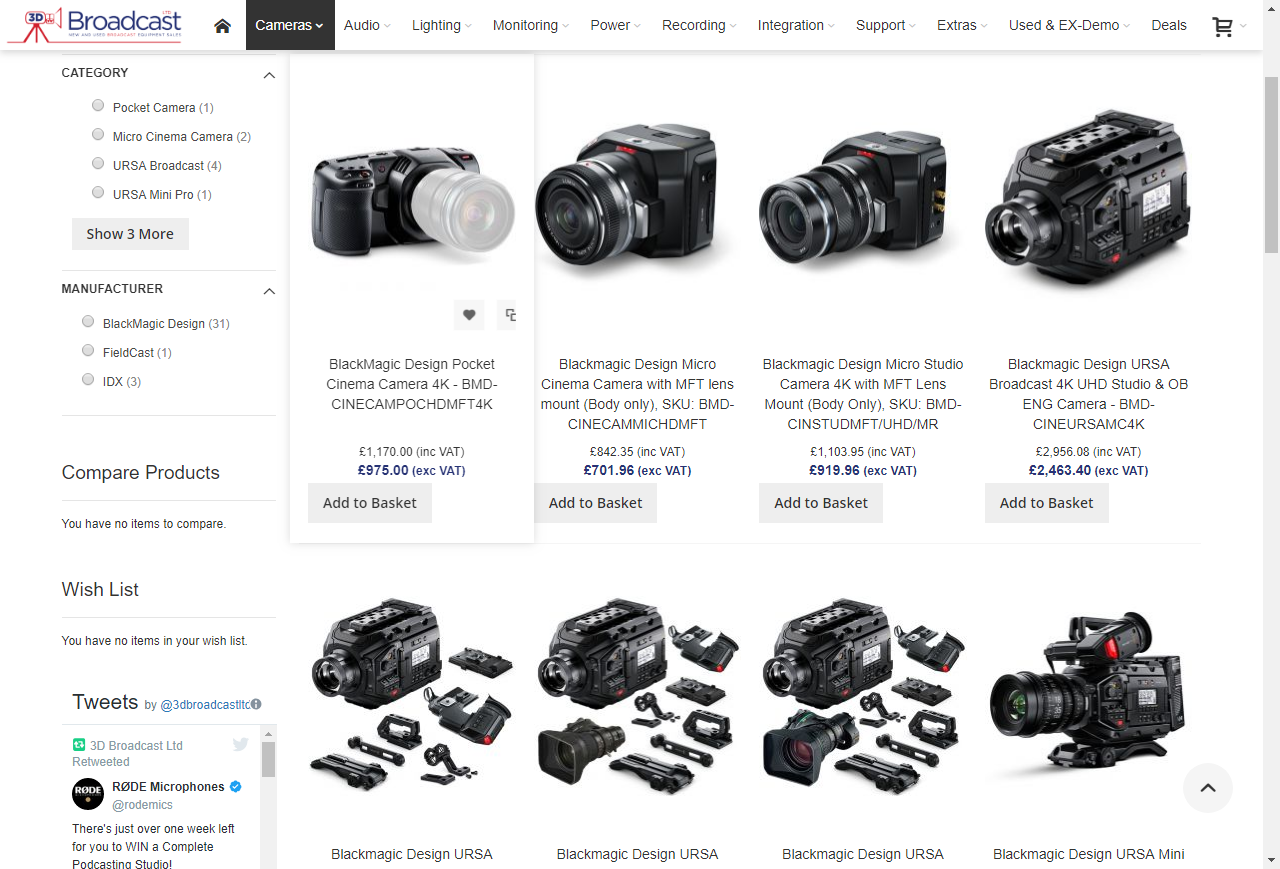 3D Broadcast LTD
NEW AND USED BROADCAST EQUIPMENT SALES
Cameras
Audio
Lighting
Monitoring
Power
Recording
Integration
Support
Extras
Used & EX-Demo
Deals
CATEGORY
Pocket Camera (1)
Micro Cinema Camera (2)
URSA Broadcast (4)
URSA Mini Pro (1)
Show 3 More
MANUFACTURER
BlackMagic Design (31)
FieldCast (1)
IDX (3)
Compare Products
You have no items to compare.
Wish List
You have no items in your wish list.
Tweets by @3dbroadcastltd
3D Broadcast Ltd
Retweeted
RØDE
RØDE Microphones
@rodemics
There's just over one week left
for you to WIN a Complete
Podcasting Studio!
BlackMagic Design Pocket
Cinema Camera 4K - BMD-
CINECAMPOCHDMFT4K
£1,170.00 (inc VAT)
£975.00 (exc VAT)
Add to Basket
Blackmagic Design Micro
Cinema Camera with MFT lens
mount (Body only), SKU: BMD-
CINECAMMICHDMFT
£842.35 (inc VAT)
£701.96 (exc VAT)
Add to Basket
Blackmagic Design Micro Studio
Camera 4K with MFT Lens
Mount (Body Only), SKU: BMD-
CINSTUDMFT/UHD/MR
£1,103.95 (inc VAT)
£919.96 (exc VAT)
Add to Basket
Blackmagic Design URSA
Broadcast 4K UHD Studio & OB
ENG Camera - BMD-
CINEURSAMC4K
£2,956.08 (inc VAT)
£2,463.40 (exc VAT)
Add to Basket
Blackmagic Design URSA
Blackmagic Design URSA
Blackmagic Design URSA
Blackmagic Design URSA Mini